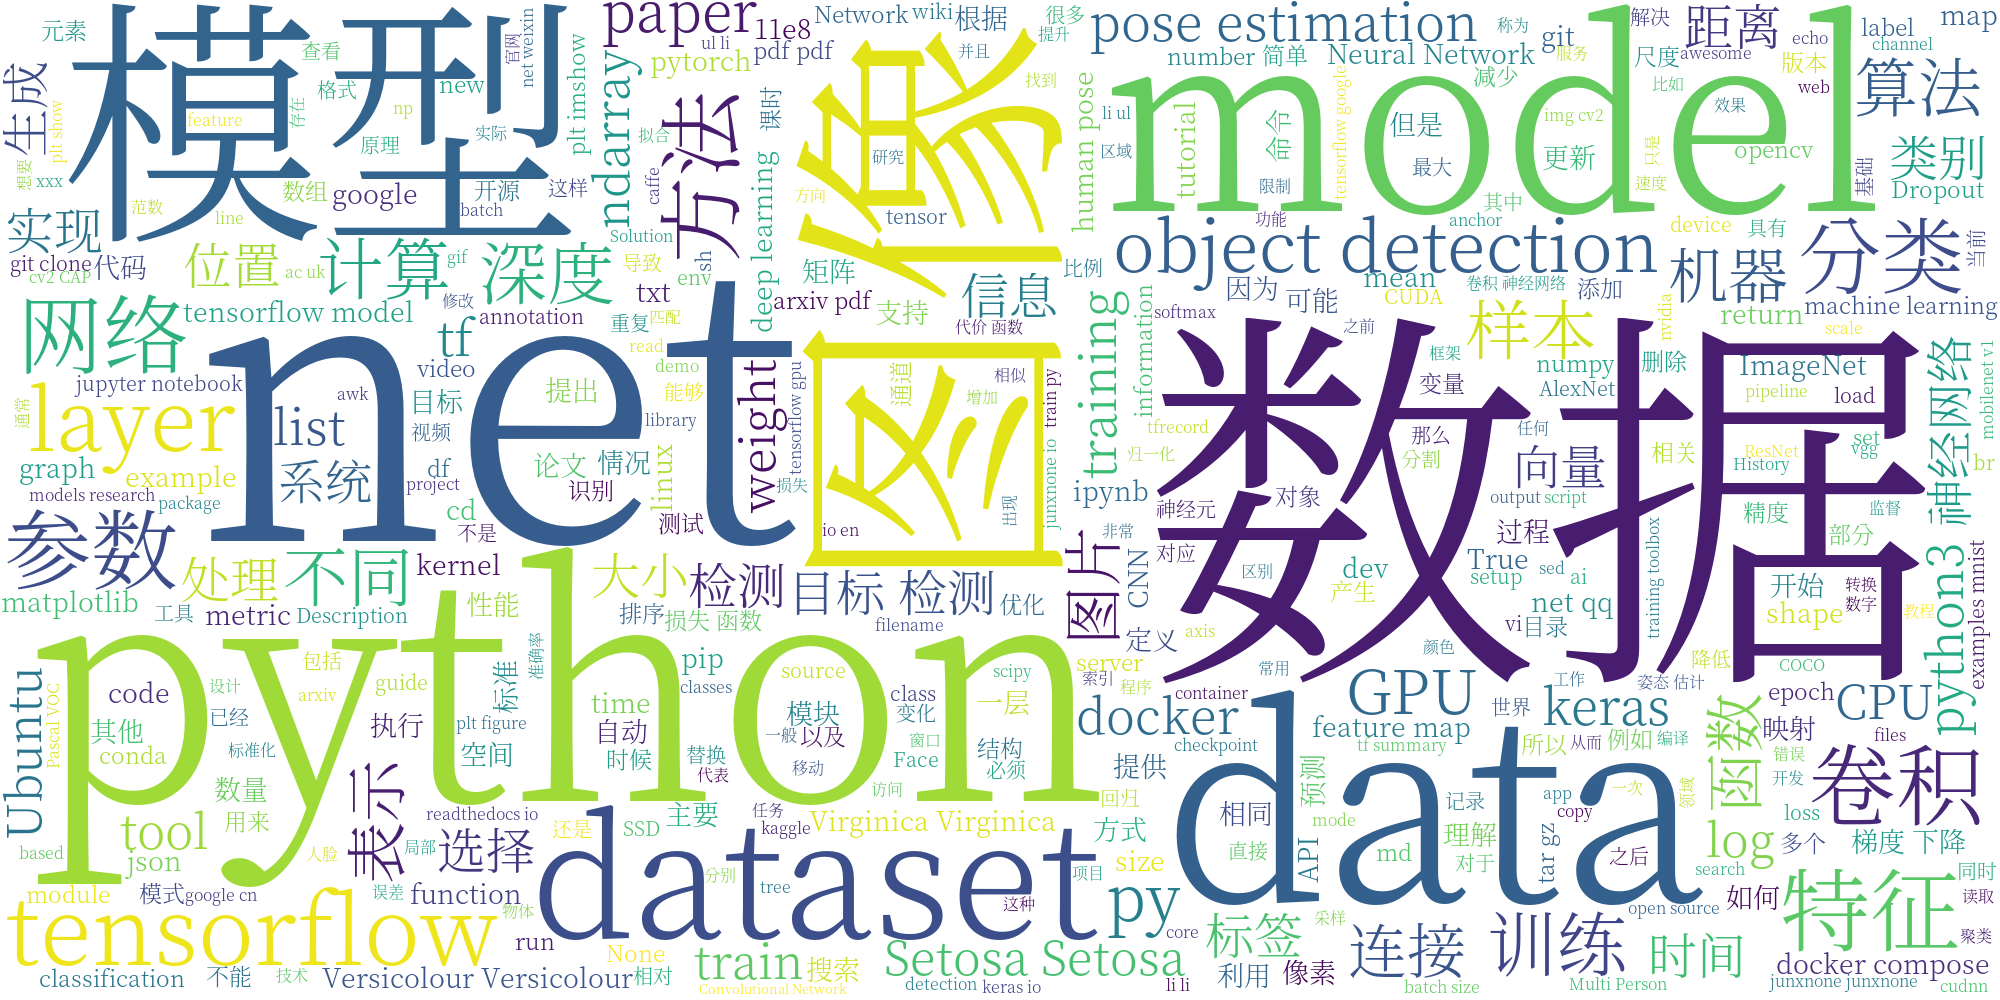 模型
net
python
图像
model
数据
data
dataset
tensorflow
layer
网络
参数
paper
11e8
Network
wiki
根据
很多
提升
pose estimation
number
简单
Neural Network
git
解决
距离
label
map
channel
echo
awesome
版本
web
尺度
服务
称为
减少
比如
算法
元素
查看
官网
net weixin
ul li
pytorch
pdf pdf
并且
找到
生成
格式
new
plt imshow
ndarray
课时
human pose
li ul
区域
tutorial
命令
img cv2
但是
更新
最大
效果
opencv
只是
速度
基础
类别
Dropout
plt show
feature
存在
np
实际
原理
拟合
方法
研究
方向
tensorflow google
限制
其中
功能
anchor
device
具有
当前
想要
xxx
范数
数组
line
google
开源
batch
这样
caffe
deep learning
tensor
实现
git clone
代码
cv2 CAP
位置
ac uk
计算
gif
深度
Solution
导致
sh
env
矩阵
比例
object detection
mean
机器
分类
信息
因为
可能
CUDA
卷积 神经网络
添加
machine learning
tensorflow model
修改
tf
annotation
txt
重复
匹配
arxiv pdf
支持
代价 函数
training
information
softmax
之前
样本
nvidia
return
scale
read
demo
能够
video
提出
目标
视频
library
weight
tensorflow gpu
损失
通道
相似
增加
train py
junxnone io
出现
io en
tfrecord
归一化
框架
变量
numpy
删除
AlexNet
ImageNet
pipeline
load
神经网络
mobilenet v1
jupyter notebook
awk
list
通常
graph
example
系统
df
project
论文
情况
识别
linux
测试
models research
package
cd
不是
ipynb
那么
分割
任何
向量
相关
ResNet
History
set
vgg
br
神经元
对象
output
script
监督
精度
部分
过程
处理
不同
kernel
大小
检测
目标 检测
优化
图片
CNN
非常
对应
区别
dev
产生
True
setup
sed
ai
net qq
vi
目录
training toolbox
开始
shape
转换
数字
教程
python3
examples mnist
matplotlib
工具
metric
Description
性能
排序
损失 函数
filename
定义
axis
颜色
降低
COCO
Ubuntu
Pascal VOC
code
包括
设计
arxiv
guide
标准
准确率
pip
classes
source
scipy
server
索引
程序
常用
container
GPU
工作
姿态 估计
keras
世界
epoch
CPU
映射
files
其他
已经
标准化
conda
执行
plt figure
空间
time
自动
时候
模块
一般
以及
移动
替换
代表
class
变化
窗口
Face
一层
结构
必须
docker
checkpoint
feature map
tf summary
所以
从而
例如
编译
函数
错误
开发
卷积
数量
用来
tool
json
based
人脸
表示
局部
readthedocs io
选择
还是
SSD
主要
任务
kaggle
访问
Virginica Virginica
回归
方式
提供
相同
直接
预测
API
mode
记录
理解
md
对于
app
copy
tar gz
之后
一次
领域
log
loss
多个
梯度 下降
search
module
模式
google cn
误差
function
物体
分别
tree
这种
项目
size
py
core
标签
采样
open source
如何
特征
同时
读取
聚类
run
None
train
搜索
Setosa Setosa
利用
像素
连接
训练
时间
docker compose
classification
不能
技术
Versicolour Versicolour
相对
Convolutional Network
detection
keras io
li li
batch size
Multi Person
junxnone junxnone
cudnn